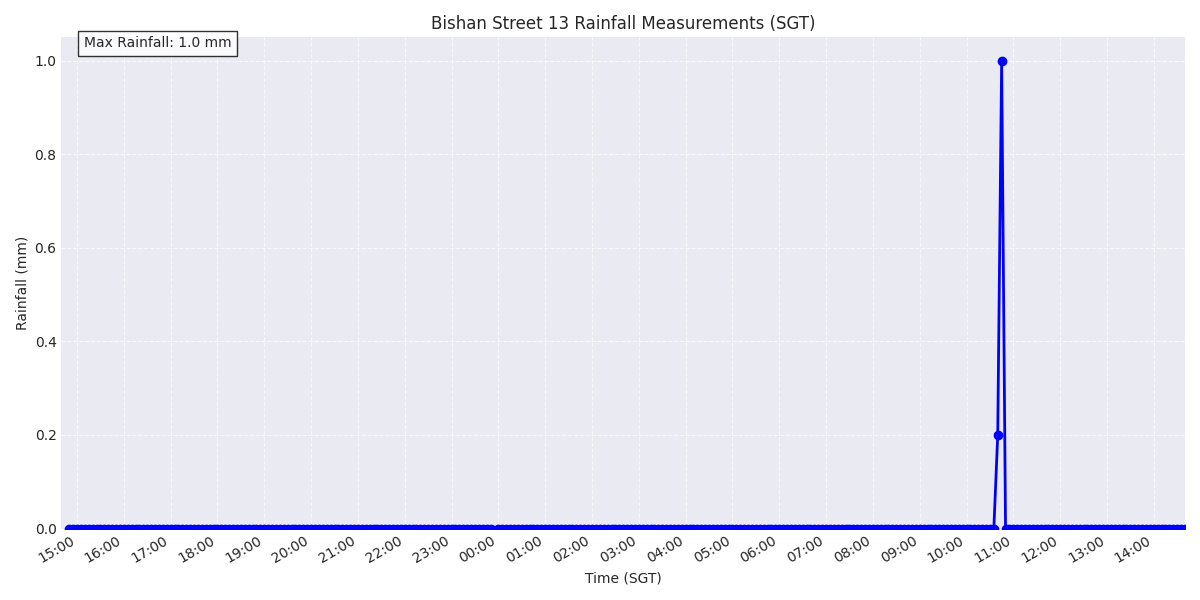 Bishan Street 13 Rainfall Measurements (SGT)
Max Rainfall: 1.0 mm
1.0
0.8
0.6
0.4
0.2
0.0
Rainfall (mm)
15:00 16:00 17:00 18:00 19:00 20:00 21:00 22:00 23:00 00:00 01:00 02:00 03:00 04:00 05:00 06:00 07:00 08:00 09:00 10:00 11:00 12:00 13:00 14:00
Time (SGT)